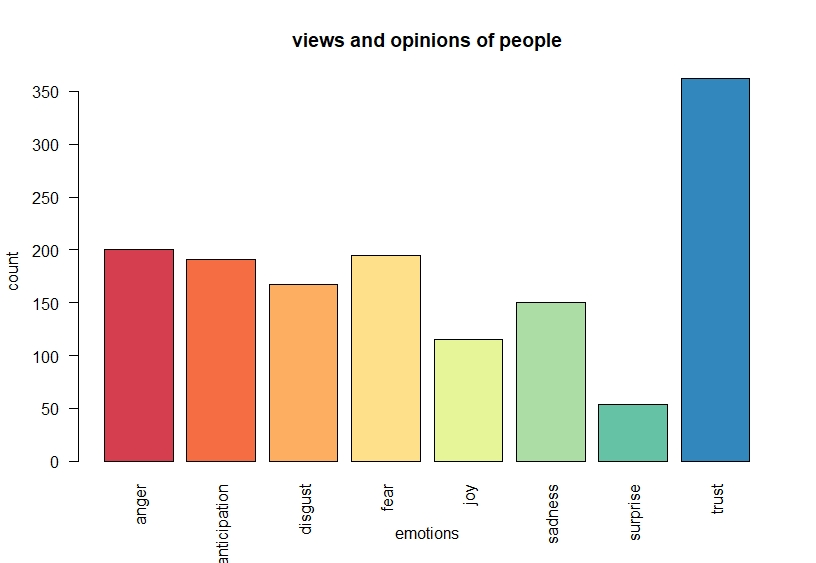 views and opinions of people
350
300
250
200
150
100
50
0
count
anger
anticipation
disgust
fear
joy
sadness
surprise
trust
emotions